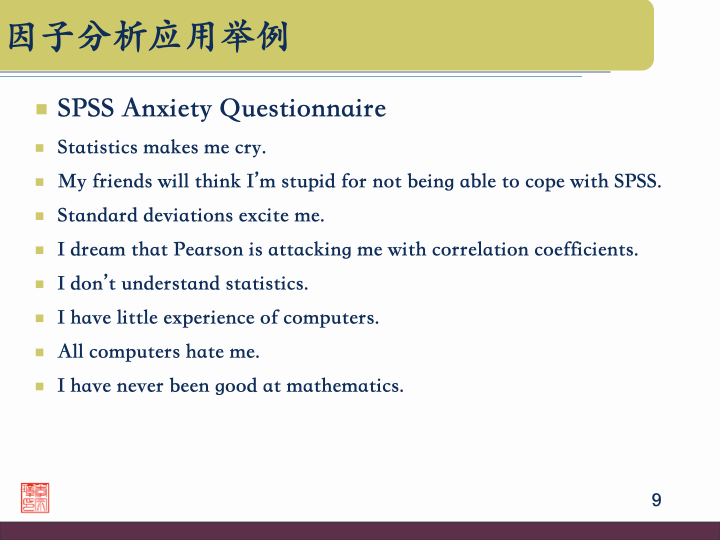 因子分析应用举例
SPSS Anxiety Questionnaire
Statistics makes me cry.
My friends will think I’m stupid for not being able to cope with SPSS.
Standard deviations excite me.
I dream that Pearson is attacking me with correlation coefficients.
I don’t understand statistics.
I have little experience of computers.
All computers hate me.
I have never been good at mathematics.
9